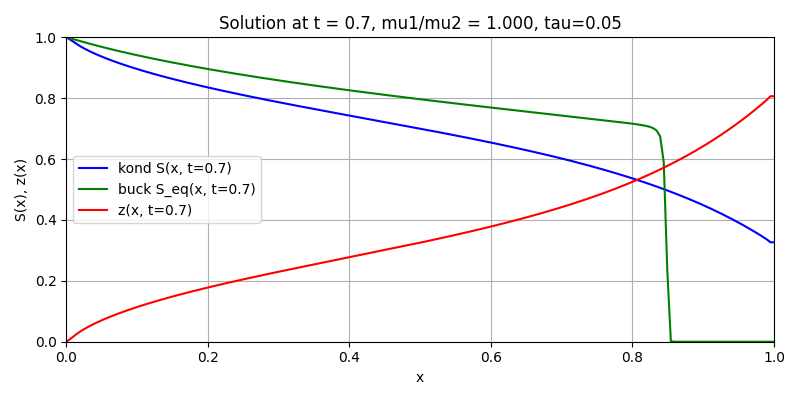 Solution at t = 0.7, mu1/mu2 = 1.000, tau=0.05
1.0
0.8
0.6
0.4
0.2
0.0
S(x), z(x)
kond S(x, t=0.7)
buck S_eq(x, t=0.7)
z(x, t=0.7)
0.0 0.2 0.4 0.6 0.8 1.0
x